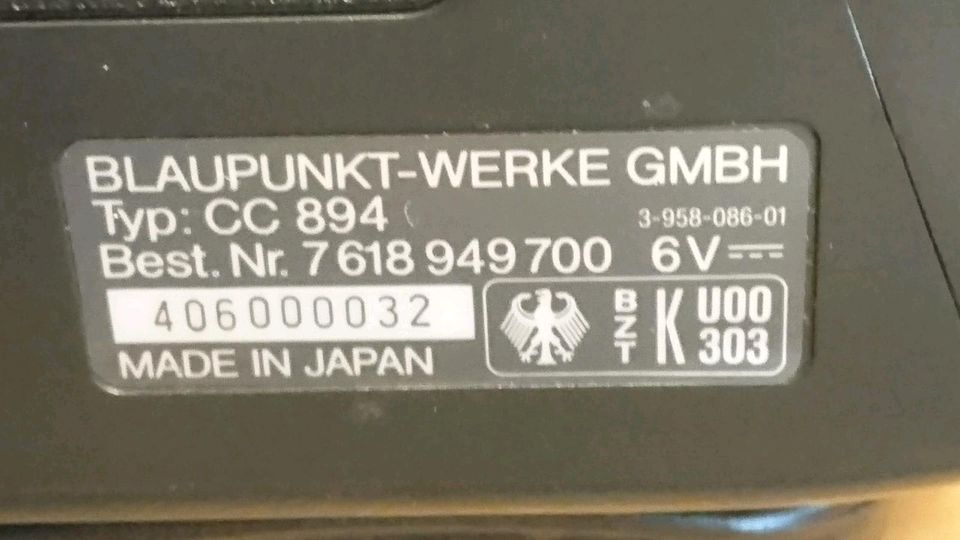 BLAUPUNKT-WERKE GMBH
Typ: CC 894
3-958-086-01
Best. Nr. 7 618 949 700 6V
406000032
MADE IN JAPAN
BZT
K U00
303